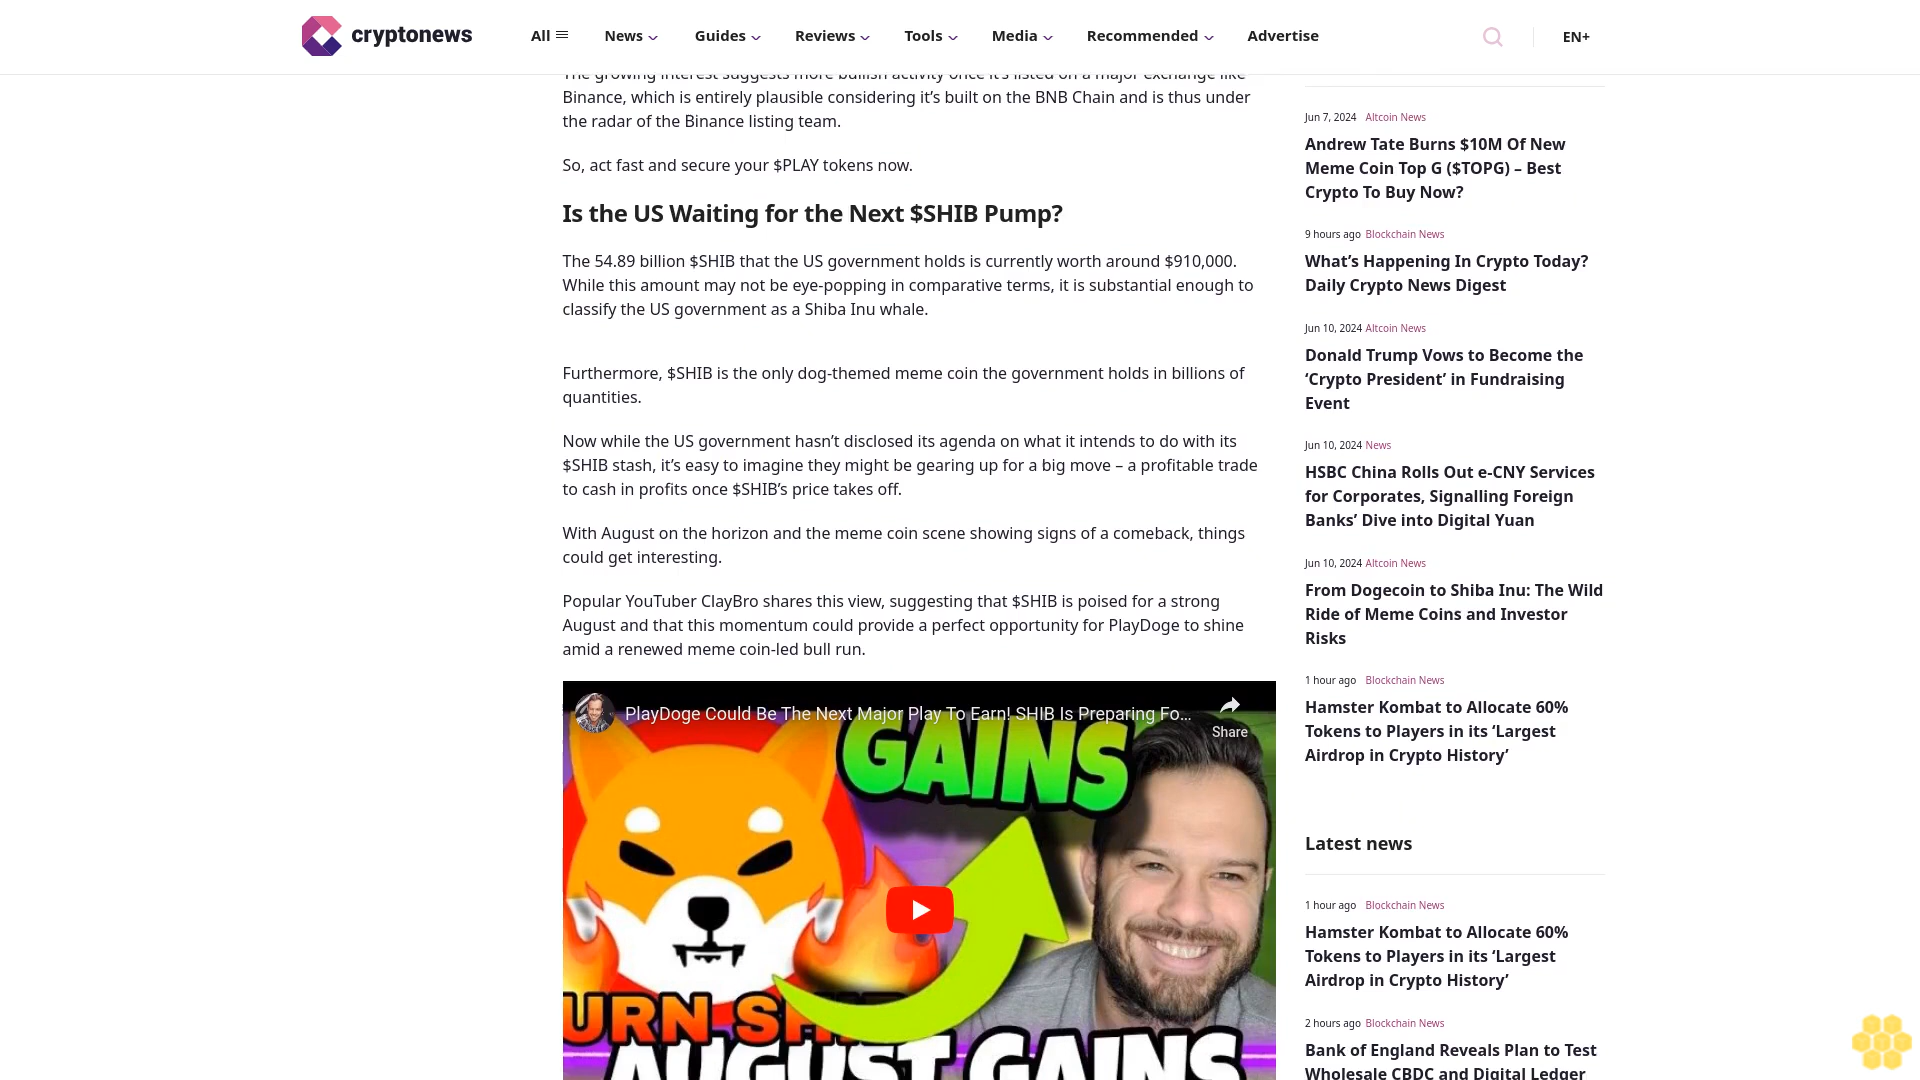 cryptonews
All
News
Guides
Reviews
Tools
Media
Recommended
Advertise
EN+
The growing interest suggests more bullish activity once it’s listed on a major exchange like
Binance, which is entirely plausible considering it’s built on the BNB Chain and is thus under
the radar of the Binance listing team.
So, act fast and secure your $PLAY tokens now.
Is the US Waiting for the Next $SHIB Pump?
The 54.89 billion $SHIB that the US government holds is currently worth around $910,000.
While this amount may not be eye-popping in comparative terms, it is substantial enough to
classify the US government as a Shiba Inu whale.
Furthermore, $SHIB is the only dog-themed meme coin the government holds in billions of
quantities.
Now while the US government hasn’t disclosed its agenda on what it intends to do with its
$SHIB stash, it’s easy to imagine they might be gearing up for a big move – a profitable trade
to cash in profits once $SHIB’s price takes off.
With August on the horizon and the meme coin scene showing signs of a comeback, things
could get interesting.
Popular YouTuber ClayBro shares this view, suggesting that $SHIB is poised for a strong
August and that this momentum could provide a perfect opportunity for PlayDoge to shine
amid a renewed meme coin-led bull run.
PlayDoge Could Be The Next Major Play To Earn! SHIB Is Preparing Fo...
Share
GAINS
AUGUST GAINS
Jun 7, 2024 Altcoin News
Andrew Tate Burns $10M Of New
Meme Coin Top G ($TOPG) – Best
Crypto To Buy Now?
9 hours ago Blockchain News
What’s Happening In Crypto Today?
Daily Crypto News Digest
Jun 10, 2024 Altcoin News
Donald Trump Vows to Become the
‘Crypto President’ in Fundraising
Event
Jun 10, 2024 News
HSBC China Rolls Out e-CNY Services
for Corporates, Signalling Foreign
Banks’ Dive into Digital Yuan
Jun 10, 2024 Altcoin News
From Dogecoin to Shiba Inu: The Wild
Ride of Meme Coins and Investor
Risks
1 hour ago Blockchain News
Hamster Kombat to Allocate 60%
Tokens to Players in its ‘Largest
Airdrop in Crypto History’
Latest news
1 hour ago Blockchain News
Hamster Kombat to Allocate 60%
Tokens to Players in its ‘Largest
Airdrop in Crypto History’
2 hours ago Blockchain News
Bank of England Reveals Plan to Test
Wholesale CBDC and Digital Ledger